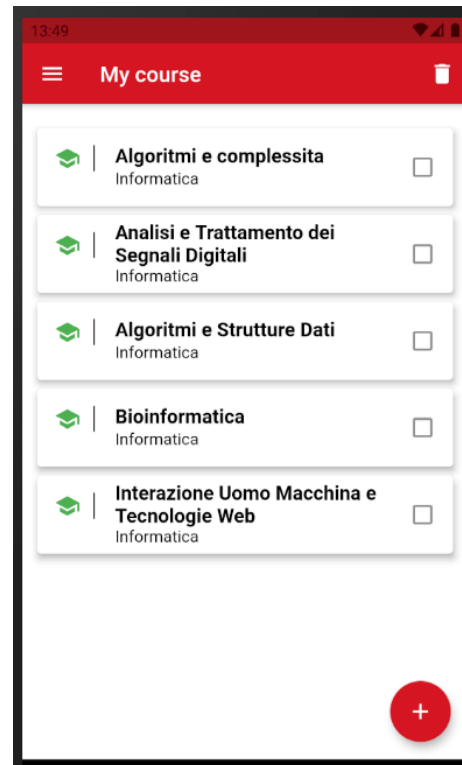 13:49
My course
Algoritmi e complessita
Informatica
Analisi e Trattamento dei
Segnali Digitali
Informatica
Algoritmi e Strutture Dati
Informatica
Bioinformatica
Informatica
Interazione Uomo Macchina e
Tecnologie Web
Informatica
+